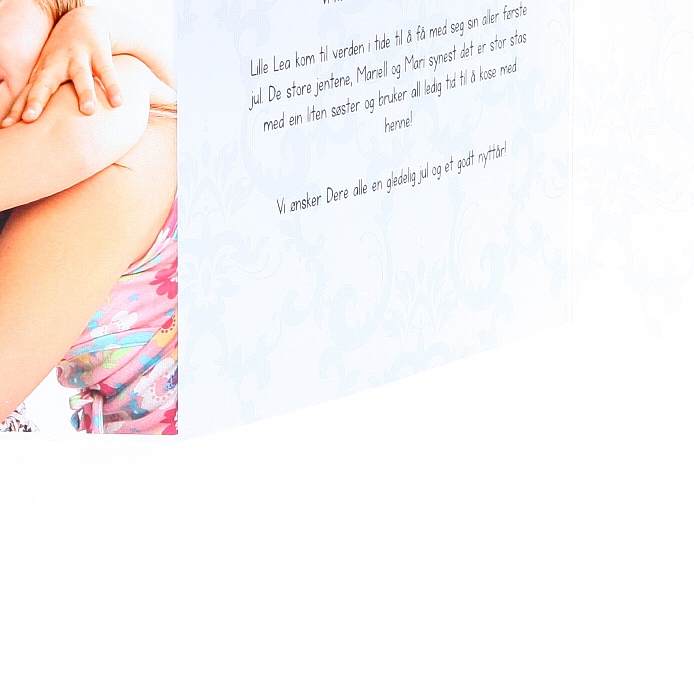 Lille Lea kom til verden i tide til å få med seg sin aller første
jul. De store jentene, Mariell og Mari synest det er stor stas
med ein liten søster og bruker all ledig tid til å kose med
henne!
Vi ønsker Dere alle en gledelig jul og et godt nyttår!